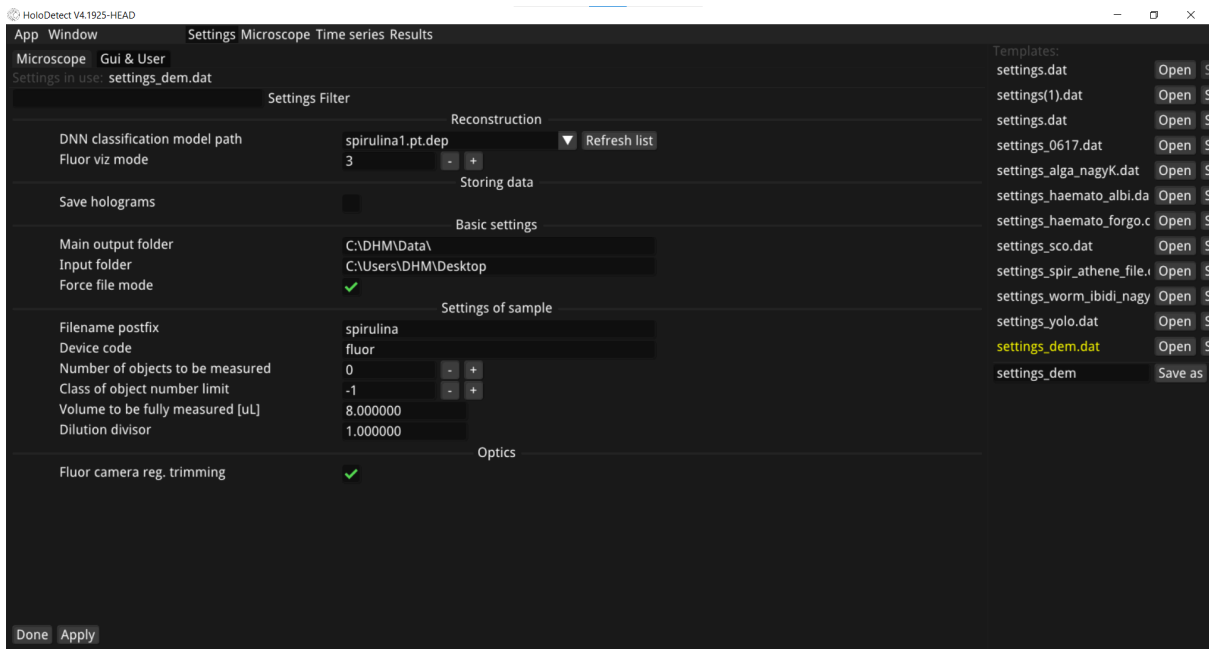 HoloDetect V4.1925-HEAD
App Window Settings Microscope Time series Results
Microscope Gui & User
Settings in use: settings_dem.dat
Settings Filter
Reconstruction
DNN classification model path spirulina1.pt.dep Refresh list
Fluor viz mode 3 - +
Storing data
Save holograms
Basic settings
Main output folder C:\DHM\Data\
Input folder C:\Users\DHM\Desktop
Force file mode
Settings of sample
Filename postfix spirulina
Device code fluor
Number of objects to be measured 0 - +
Class of object number limit -1 - +
Volume to be fully measured [uL] 8.000000
Dilution divisor 1.000000
Optics
Fluor camera reg. trimming
Done Apply
Templates:
settings.dat Open S
settings(1).dat Open S
settings.dat Open S
settings_0617.dat Open S
settings_alga_nagyK.dat Open S
settings_haemato_albi.da Open S
settings_haemato_forgo.c Open S
settings_sco.dat Open S
settings_spir_athene_file. Open S
settings_worm_ibidi_nagy Open S
settings_yolo.dat Open S
settings_dem.dat Open S
settings_dem Save as